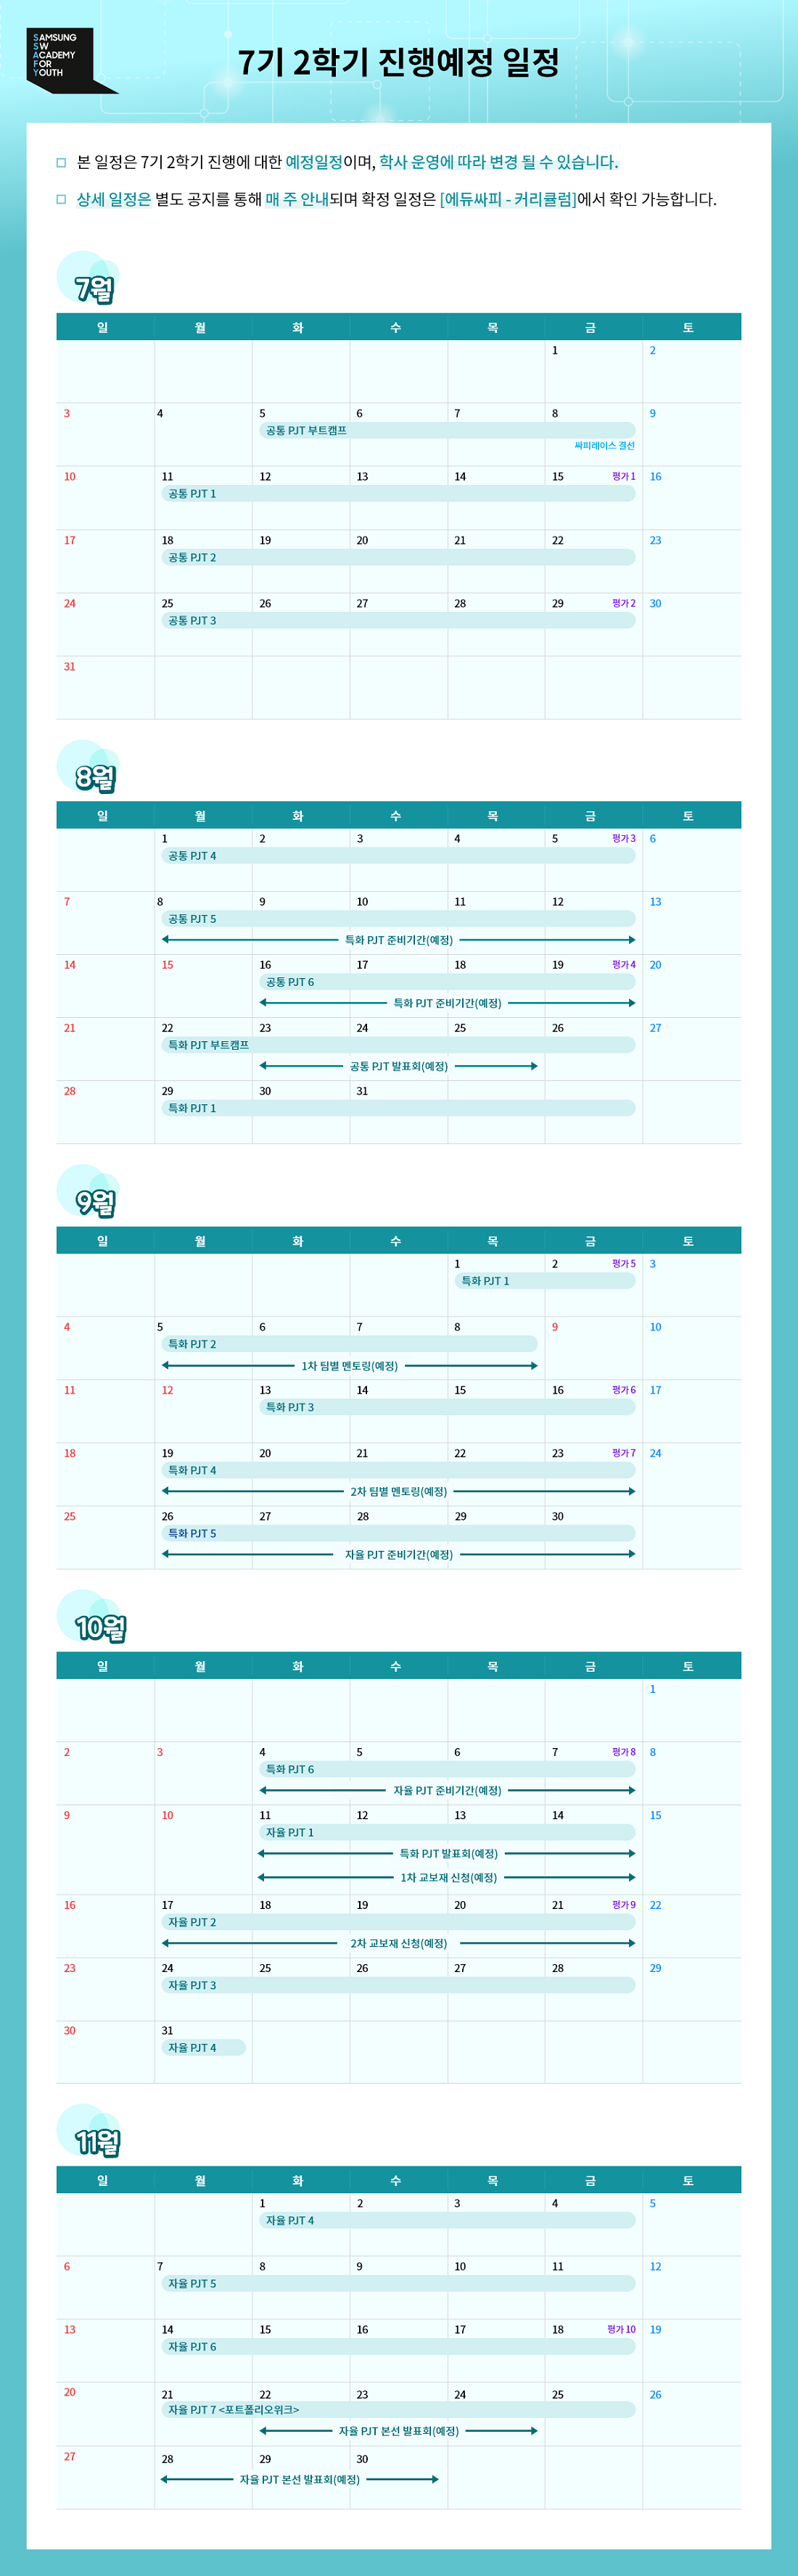 SAMSUNG
SW
ACADEMY
FOR
YOUTH
7기 2학기 진행예정 일정
본 일정은 7기 2학기 진행에 대한 예정일정이며, 학사 운영에 따라 변경 될 수 있습니다.
상세 일정은 별도 공지를 통해 매 주 안내되며 확정 일정은 [에듀싸피 - 커리큘럼]에서 확인 가능합니다.
7월
일 월 화 수 목 금 토
1 2
3 4 5 6 7 8 9
공통 PJT 부트캠프
싸피레이스 결선
10 11 12 13 14 15 평가 1 16
공통 PJT 1
17 18 19 20 21 22 23
공통 PJT 2
24 25 26 27 28 29 평가 2 30
공통 PJT 3
31
8월
일 월 화 수 목 금 토
1 2 3 4 5 평가 3 6
공통 PJT 4
7 8 9 10 11 12 13
공통 PJT 5
특화 PJT 준비기간(예정)
14 15 16 17 18 19 평가 4 20
공통 PJT 6
특화 PJT 준비기간(예정)
21 22 23 24 25 26 27
특화 PJT 부트캠프
공통 PJT 발표회(예정)
28 29 30 31
특화 PJT 1
9월
일 월 화 수 목 금 토
1 2 평가 5 3
특화 PJT 1
4 5 6 7 8 9 10
특화 PJT 2
1차 팀별 멘토링(예정)
11 12 13 14 15 16 평가 6 17
특화 PJT 3
18 19 20 21 22 23 평가 7 24
특화 PJT 4
2차 팀별 멘토링(예정)
25 26 27 28 29 30
특화 PJT 5
자율 PJT 준비기간(예정)
10월
일 월 화 수 목 금 토
1
2 3 4 5 6 7 평가 8 8
특화 PJT 6
자율 PJT 준비기간(예정)
9 10 11 12 13 14 15
자율 PJT 1
특화 PJT 발표회(예정)
1차 교보재 신청(예정)
16 17 18 19 20 21 평가 9 22
자율 PJT 2
2차 교보재 신청(예정)
23 24 25 26 27 28 29
자율 PJT 3
30 31
자율 PJT 4
11월
일 월 화 수 목 금 토
1 2 3 4 5
자율 PJT 4
6 7 8 9 10 11 12
자율 PJT 5
13 14 15 16 17 18 평가 10 19
자율 PJT 6
20 21 22 23 24 25 26
자율 PJT 7 <포트폴리오위크>
자율 PJT 본선 발표회(예정)
27 28 29 30
자율 PJT 본선 발표회(예정)